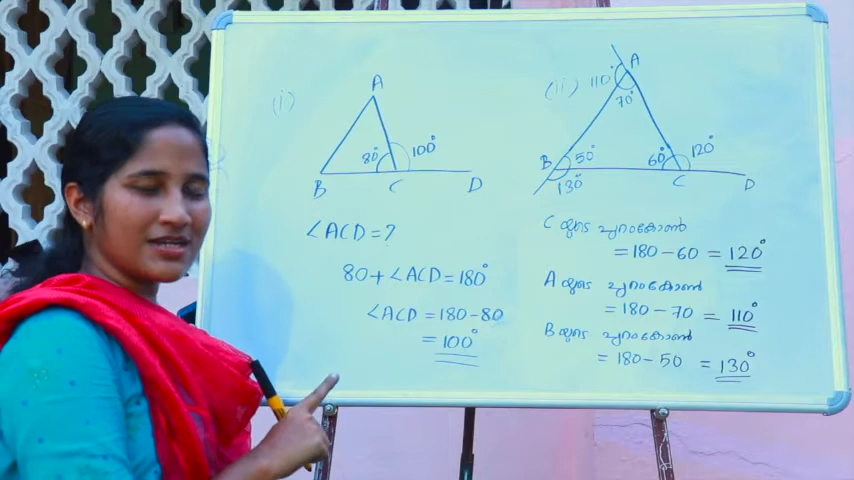 (i)
A
80° 100°
B C D
∠ACD = ?
80 + ∠ACD = 180°
∠ACD = 180 - 80
= 100°
(ii)
A
110°
70°
B 50° 60° 120°
130° C D
C യുടെ പുറംകോൺ
= 180 - 60 = 120°
A യുടെ പുറംകോൺ
= 180 - 70 = 110°
B യുടെ പുറംകോൺ
= 180 - 50 = 130°